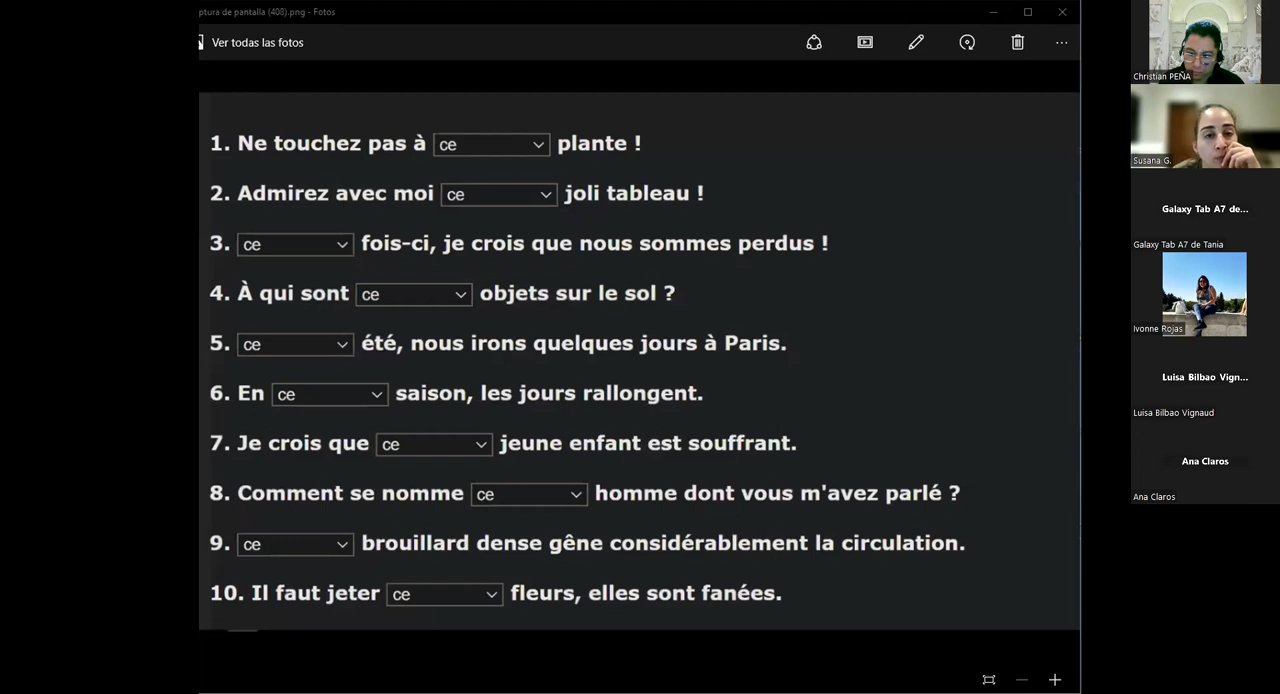 ptura de pantalla (408).png - Fotos
Ver todas las fotos
1. Ne touchez pas à ce plante !
2. Admirez avec moi ce joli tableau !
3. ce fois-ci, je crois que nous sommes perdus !
4. À qui sont ce objets sur le sol ?
5. ce été, nous irons quelques jours à Paris.
6. En ce saison, les jours rallongent.
7. Je crois que ce jeune enfant est souffrant.
8. Comment se nomme ce homme dont vous m'avez parlé ?
9. ce brouillard dense gêne considérablement la circulation.
10. Il faut jeter ce fleurs, elles sont fanées.
Christian PEÑA
Susana G.
Galaxy Tab A7 de...
Galaxy Tab A7 de Tania
Ivonne Rojas
Luisa Bilbao Vign...
Luisa Bilbao Vignaud
Ana Claros
Ana Claros